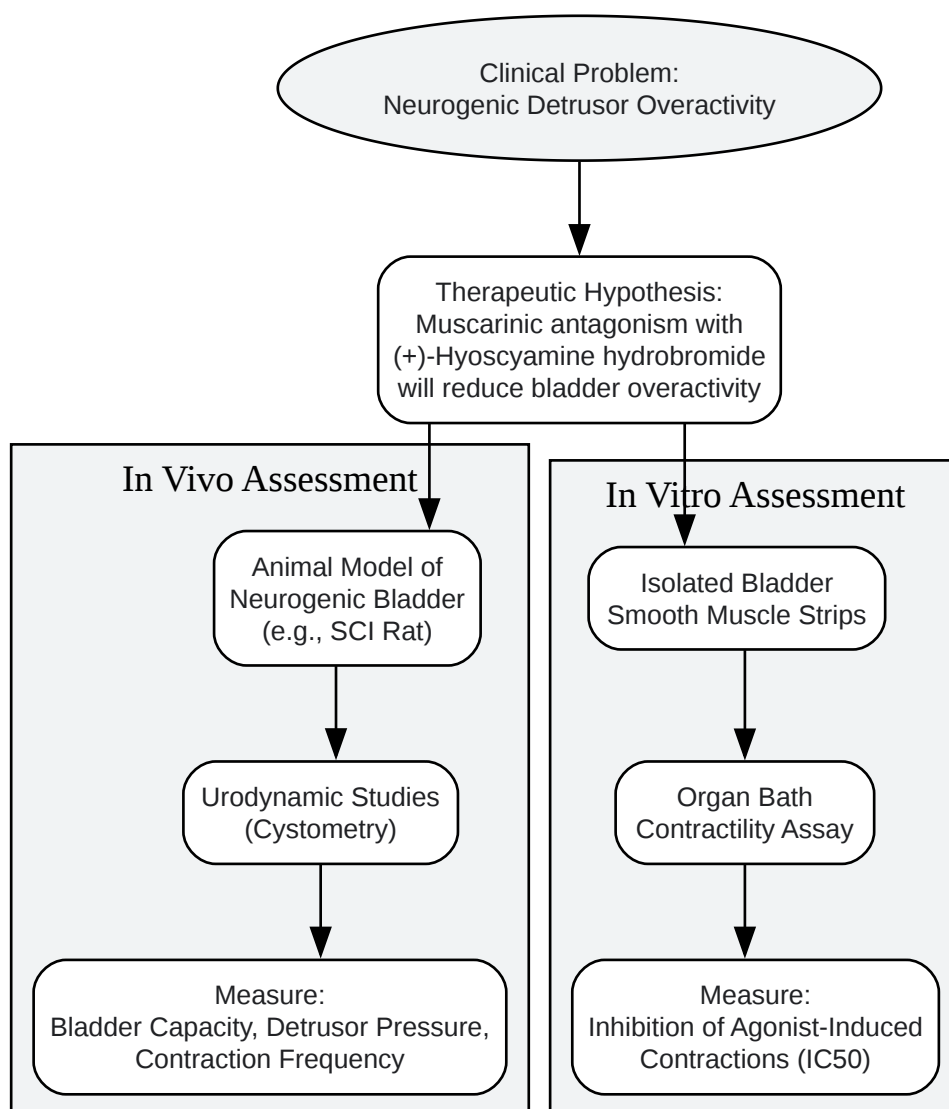 Clinical Problem:
Neurogenic Detrusor Overactivity
Therapeutic Hypothesis:
Muscarinic antagonism with
(+)-Hyoscyamine hydrobromide
will reduce bladder overactivity
In Vivo Assessment
Animal Model of
Neurogenic Bladder
(e.g., SCI Rat)
Urodynamic Studies
(Cystometry)
Measure:
Bladder Capacity, Detrusor Pressure,
Contraction Frequency
In Vitro Assessment
Isolated Bladder
Smooth Muscle Strips
Organ Bath
Contractility Assay
Measure:
Inhibition of Agonist-Induced
Contractions (IC50)